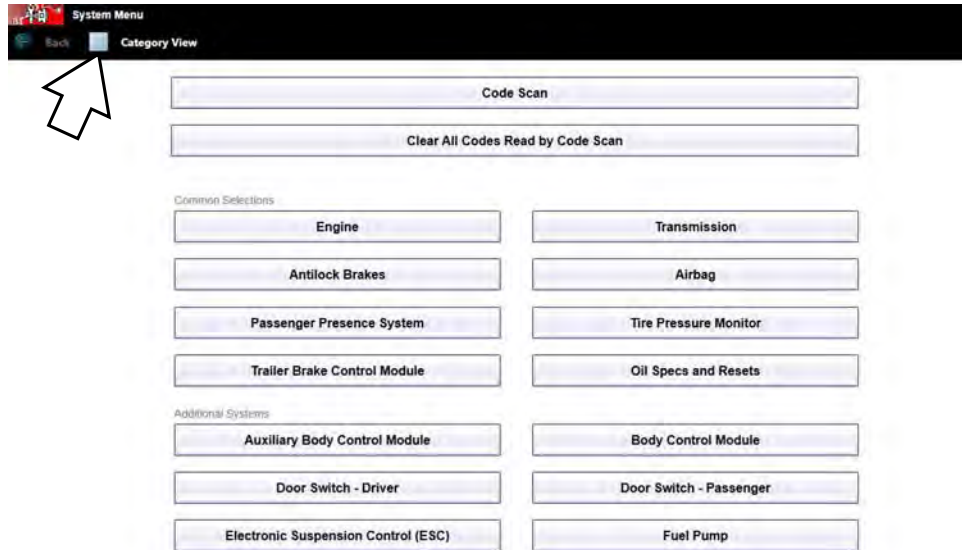 System Menu
Back Category View
Code Scan
Clear All Codes Read by Code Scan
Common Selections
Engine Transmission
Antilock Brakes Airbag
Passenger Presence System Tire Pressure Monitor
Trailer Brake Control Module Oil Specs and Resets
Additional Systems
Auxiliary Body Control Module Body Control Module
Door Switch - Driver Door Switch - Passenger
Electronic Suspension Control (ESC) Fuel Pump